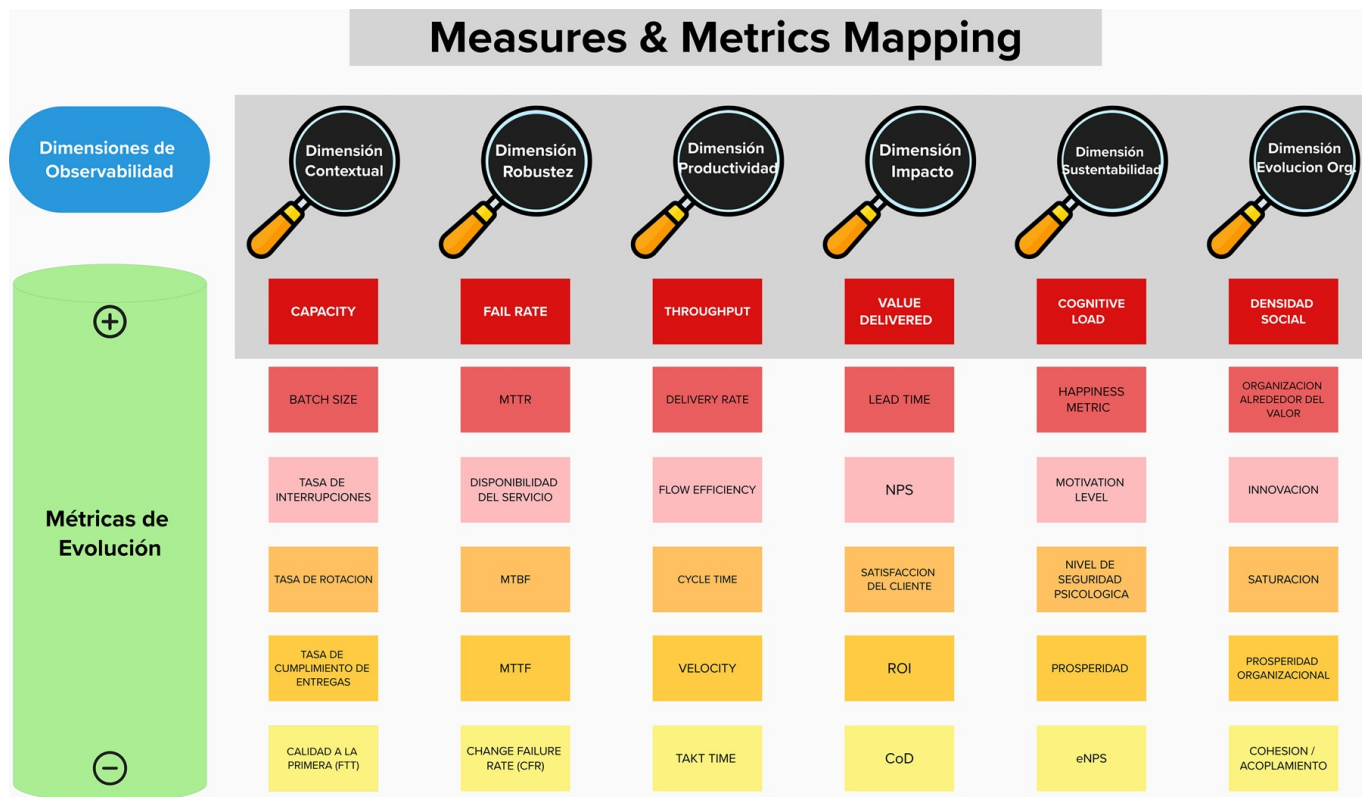 Measures & Metrics Mapping
Dimensiones de
Observabilidad
Dimensión
Contextual
Dimensión
Robustez
Dimensión
Productividad
Dimensión
Impacto
Dimensión
Sustentabilidad
Dimensión
Evolucion Org.
CAPACITY
FAIL RATE
THROUGHPUT
VALUE
DELIVERED
COGNITIVE
LOAD
DENSIDAD
SOCIAL
BATCH SIZE
MTTR
DELIVERY RATE
LEAD TIME
HAPPINESS
METRIC
ORGANIZACION
ALREDEDOR DEL
VALOR
Métricas de
Evolución
TASA DE
INTERRUPCIONES
DISPONIBILIDAD
DEL SERVICIO
FLOW EFFICIENCY
NPS
MOTIVATION
LEVEL
INNOVACION
TASA DE ROTACION
MTBF
CYCLE TIME
SATISFACCION
DEL CLIENTE
NIVEL DE
SEGURIDAD
PSICOLOGICA
SATURACION
TASA DE
CUMPLIMIENTO DE
ENTREGAS
MTTF
VELOCITY
ROI
PROSPERIDAD
PROSPERIDAD
ORGANIZACIONAL
CALIDAD A LA
PRIMERA (FTT)
CHANGE FAILURE
RATE (CFR)
TAKT TIME
CoD
eNPS
COHESION /
ACOPLAMIENTO